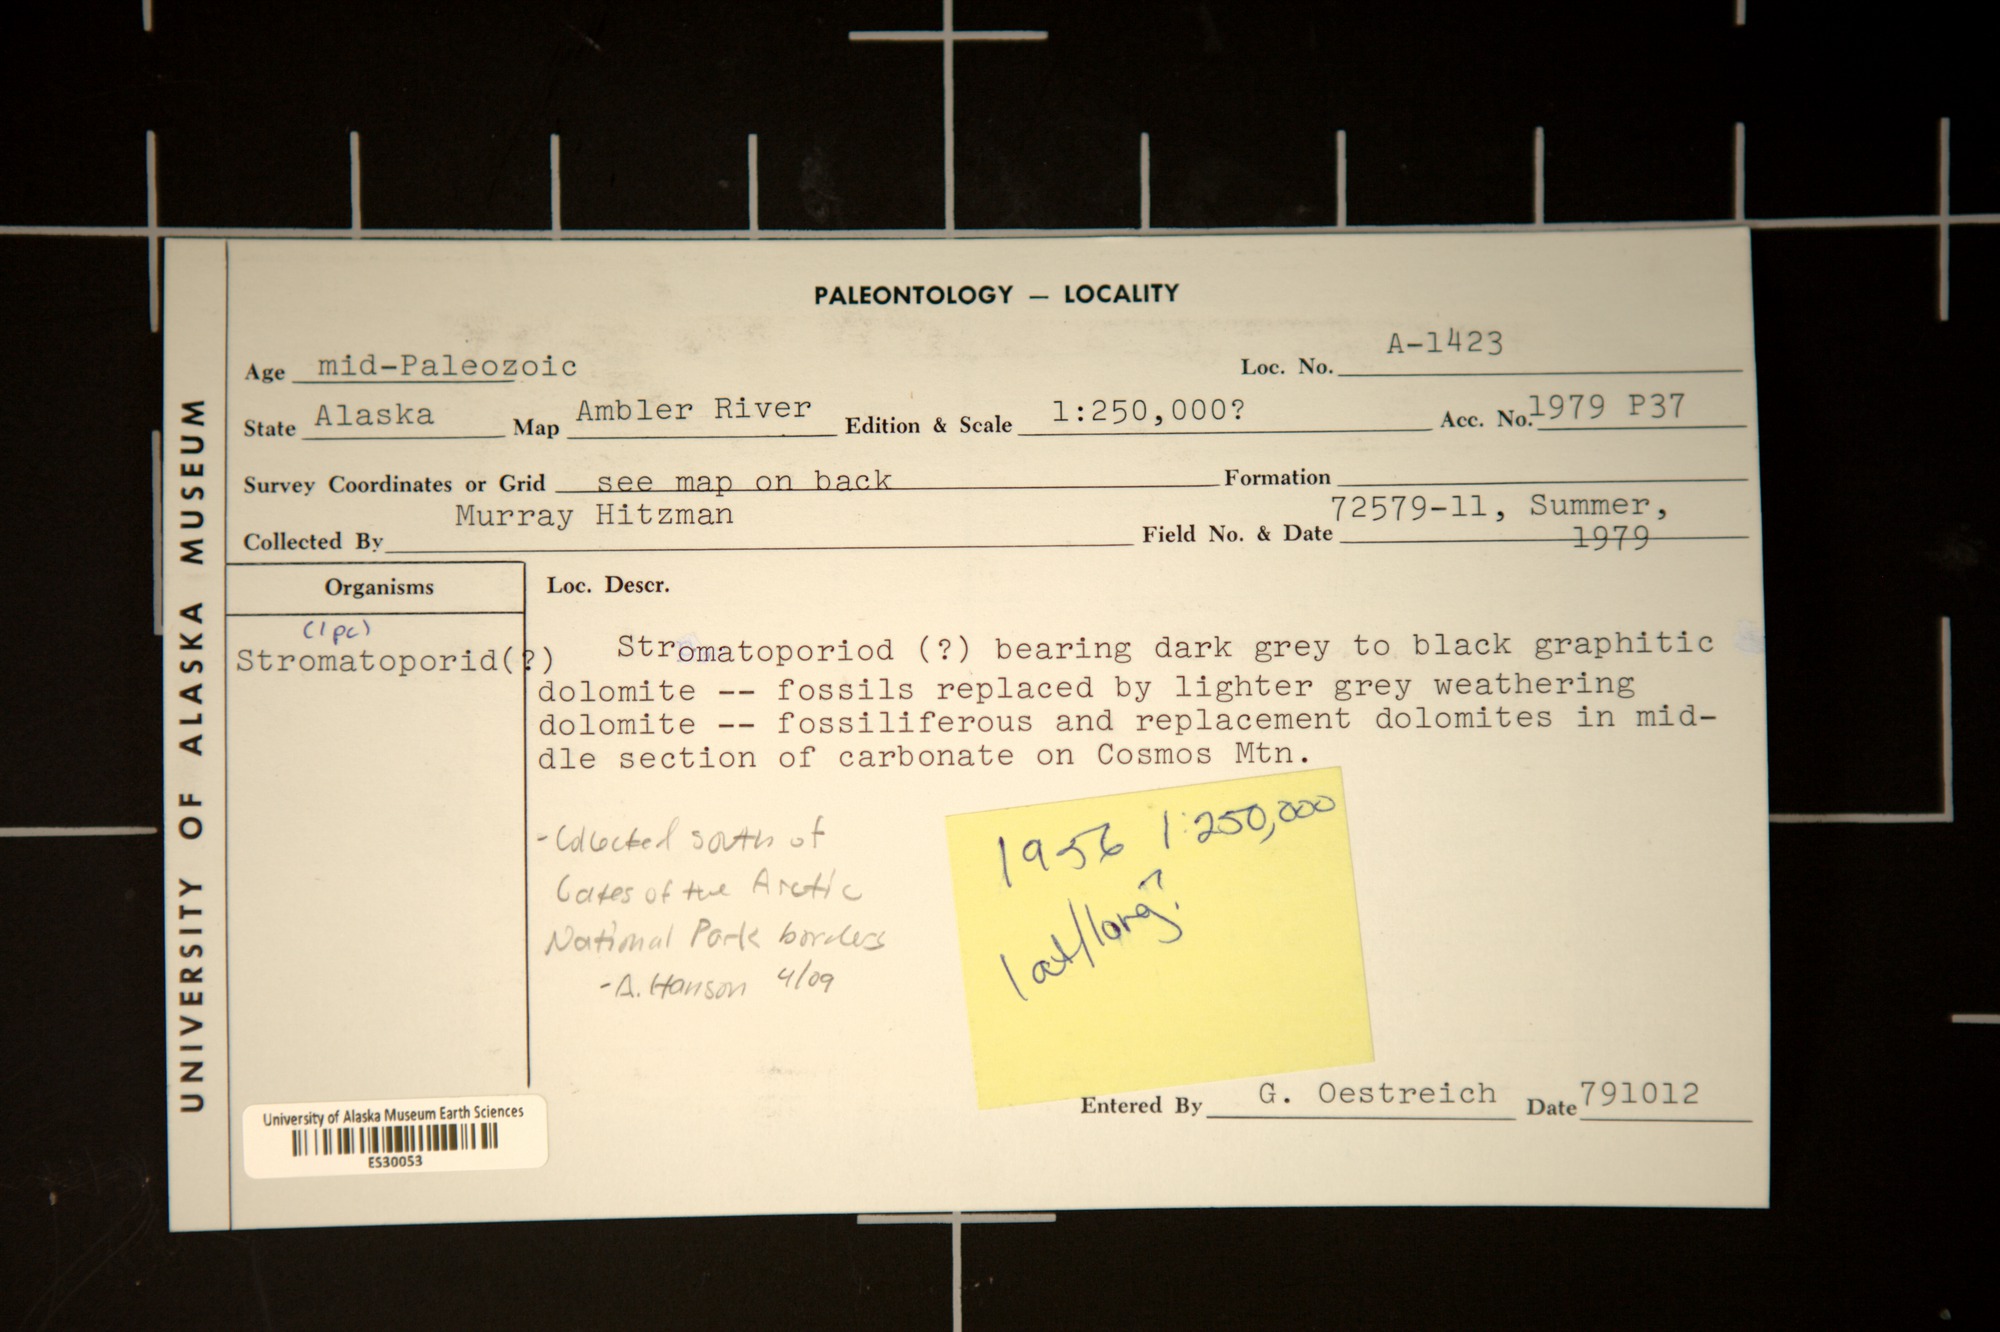 PALEONTOLOGY — LOCALITY
Age mid-Paleozoic Loc. No. A-1423
State Alaska Map Ambler River Edition & Scale 1:250,000? Acc. No. 1979 P37
Survey Coordinates or Grid see map on back Formation
Collected By Murray Hitzman Field No. & Date 72579-11, Summer,
1979
Organisms Loc. Descr.
(1 pc)
Stromatoporid(?)
Stromatoporiod (?) bearing dark grey to black graphitic
dolomite -- fossils replaced by lighter grey weathering
dolomite -- fossiliferous and replacement dolomites in mid-
dle section of carbonate on Cosmos Mtn.
- Collected south of
Gates of the Arctic
National Park borders
- A. Hanson 4/09
1956 1:250,000
lat/long?
Entered By G. Oestreich Date 791012
University of Alaska Museum Earth Sciences
ES30053
UNIVERSITY OF ALASKA MUSEUM